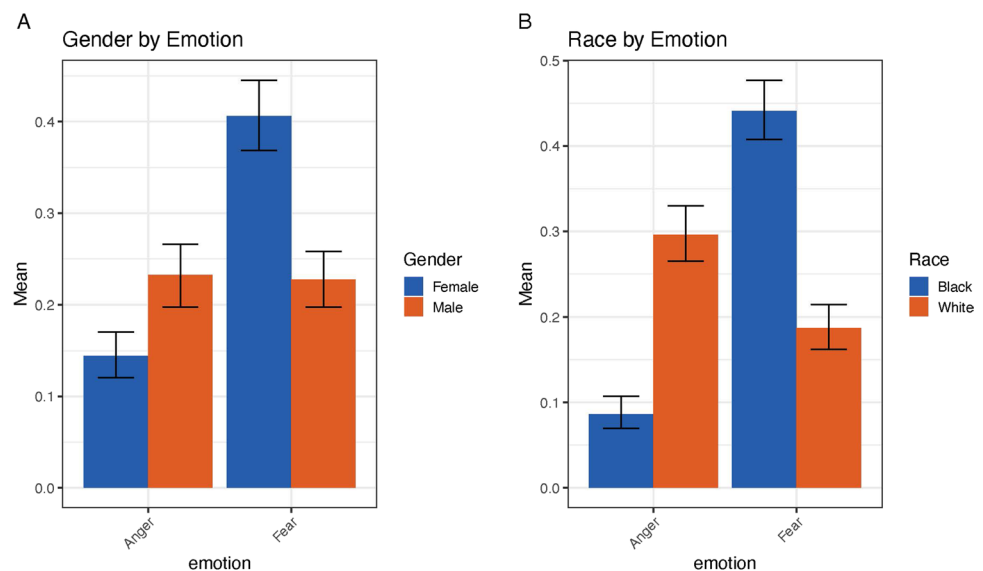 A
Gender by Emotion
0.4
0.3
0.2
0.1
0.0
Mean
Anger
Fear
emotion
Gender
Female
Male
B
Race by Emotion
0.5
0.4
0.3
0.2
0.1
0.0
Mean
Anger
Fear
emotion
Race
Black
White